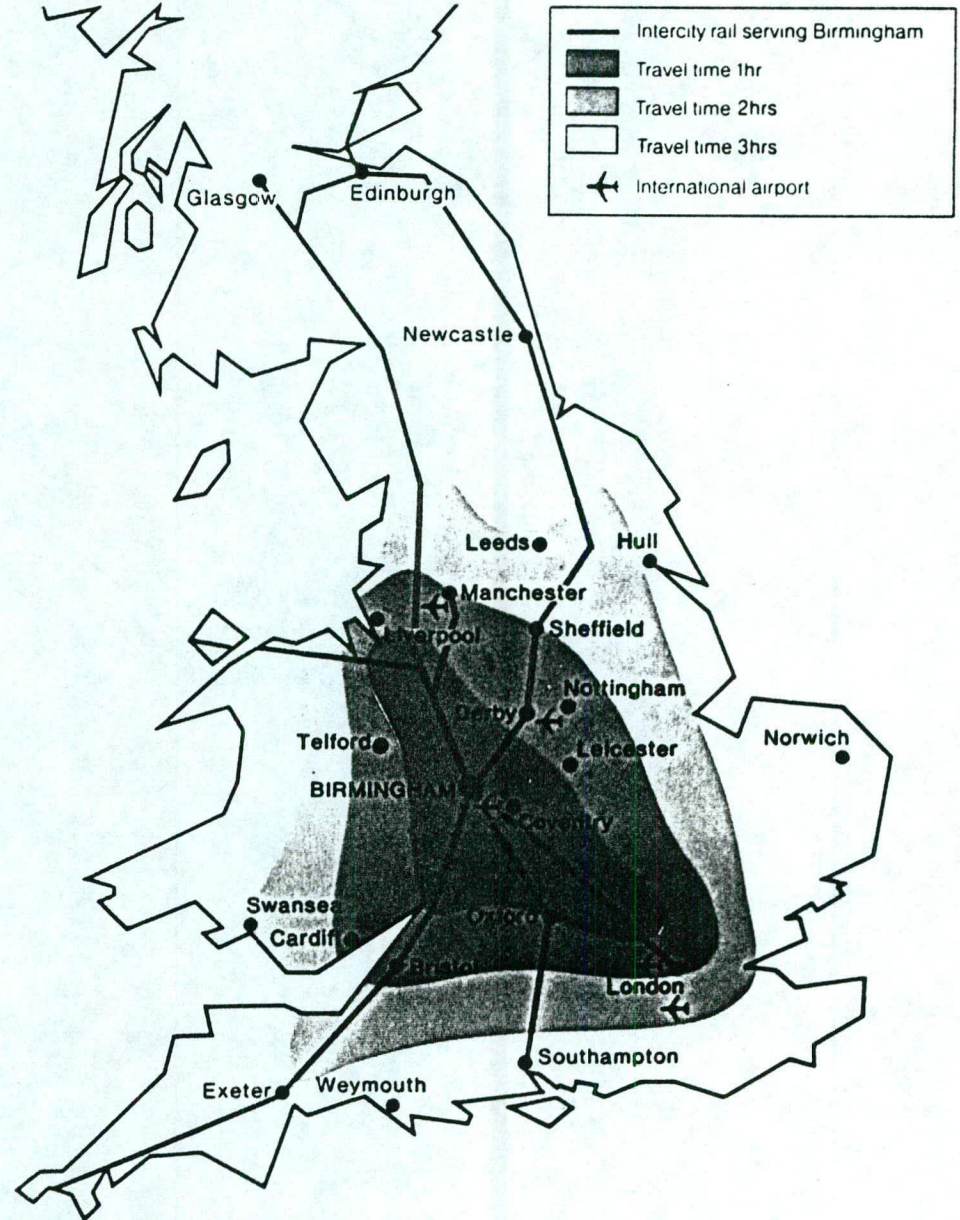 Intercity rail serving Birmingham
Travel time 1hr
Travel time 2hrs
Travel time 3hrs
International airport
Glasgow
Edinburgh
Newcastle
Leeds
Hull
Manchester
Liverpool
Sheffield
Nottingham
Derby
Telford
Leicester
Norwich
BIRMINGHAM
Coventry
Swansea
Oxford
Cardiff
Bristol
London
Southampton
Exeter
Weymouth